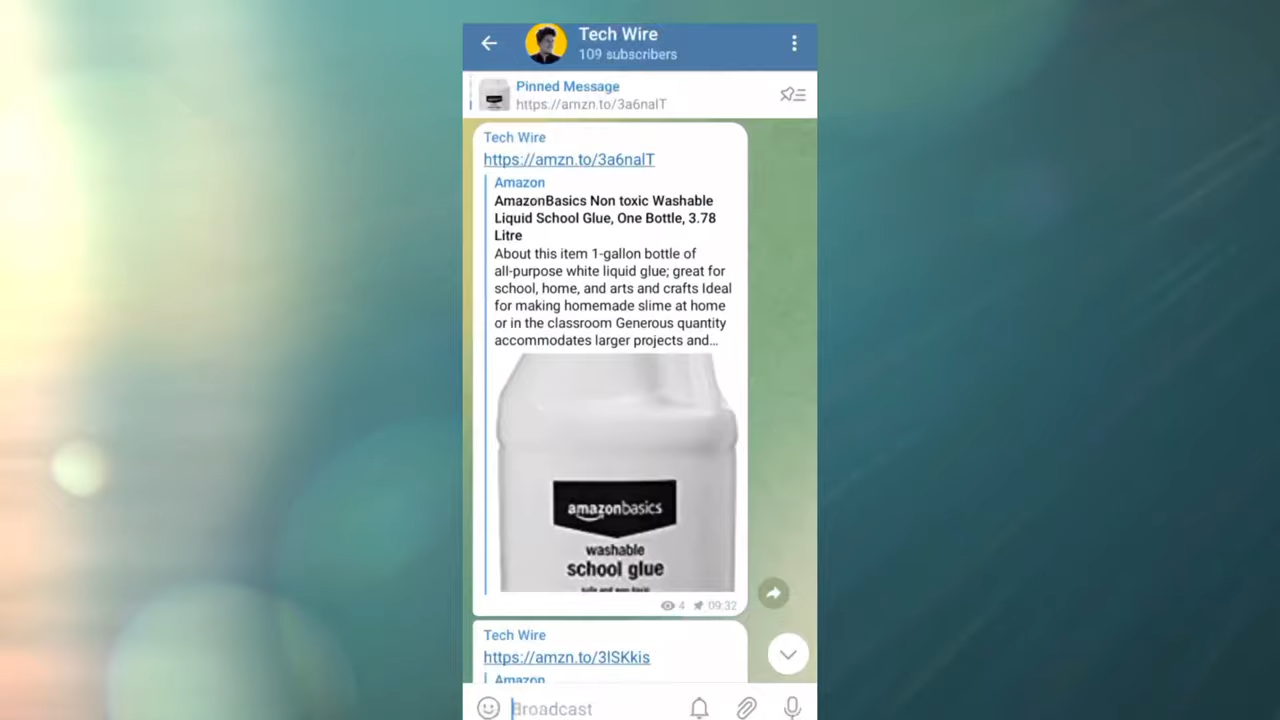 Tech Wire
109 subscribers
Pinned Message
https://amzn.to/3a6nalT
Tech Wire
https://amzn.to/3a6nalT
Amazon
AmazonBasics Non toxic Washable
Liquid School Glue, One Bottle, 3.78
Litre
About this item 1-gallon bottle of
all-purpose white liquid glue; great for
school, home, and arts and crafts Ideal
for making homemade slime at home
or in the classroom Generous quantity
accommodates larger projects and...
amazonbasics
washable
school glue
safe and non-toxic
4 09:32
Tech Wire
https://amzn.to/3lSKkis
Amazon
Broadcast